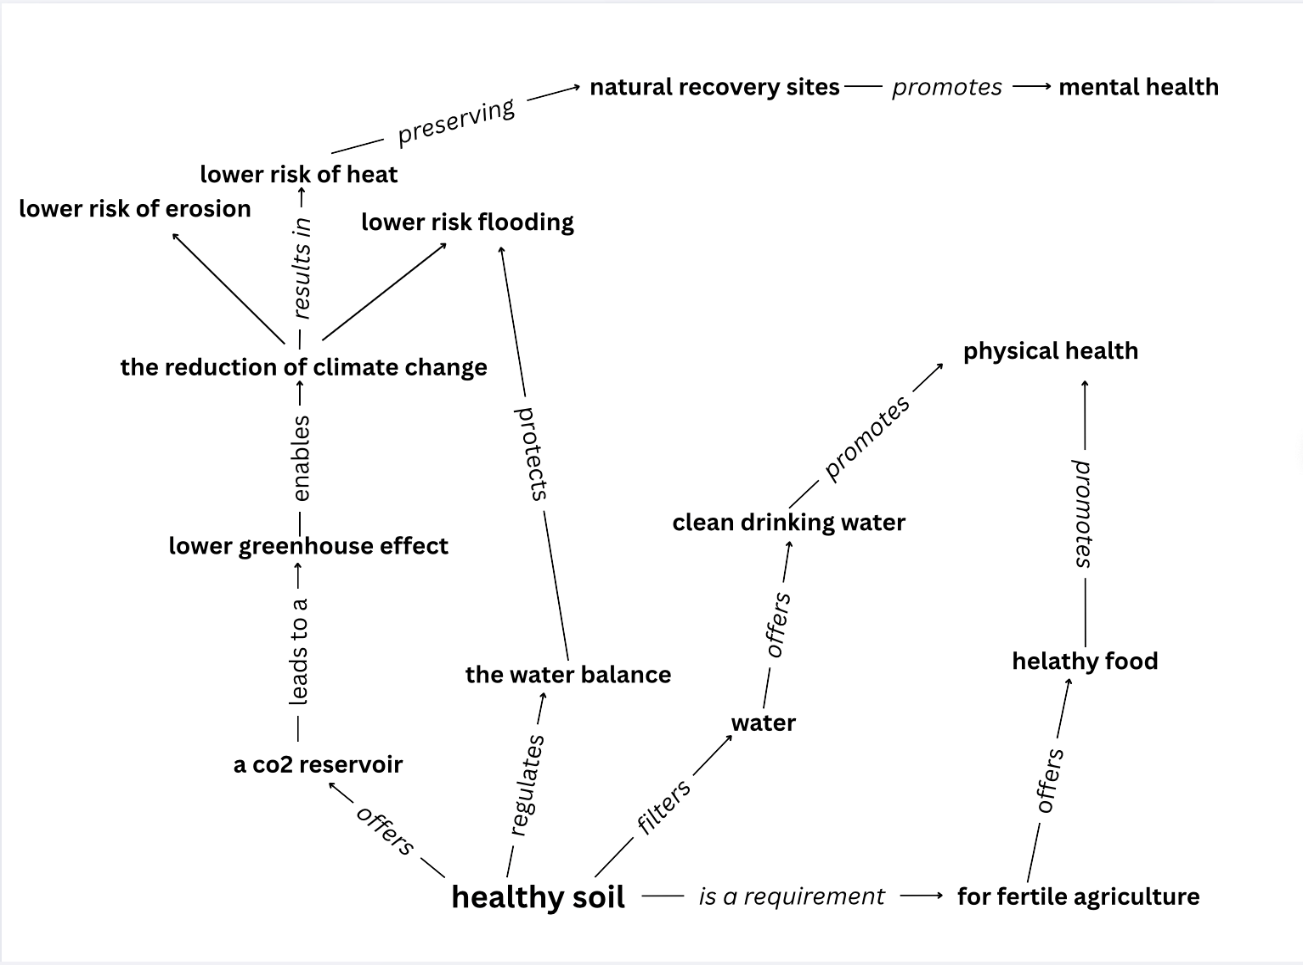 natural recovery sites promotes mental health
preserving
lower risk of heat
lower risk of erosion
lower risk flooding
results in
physical health
the reduction of climate change
promotes
enables
protects
promotes
clean drinking water
lower greenhouse effect
offers
leads to a
helathy food
the water balance
water
a co2 reservoir
offers
regulates
filters
offers
healthy soil is a requirement for fertile agriculture